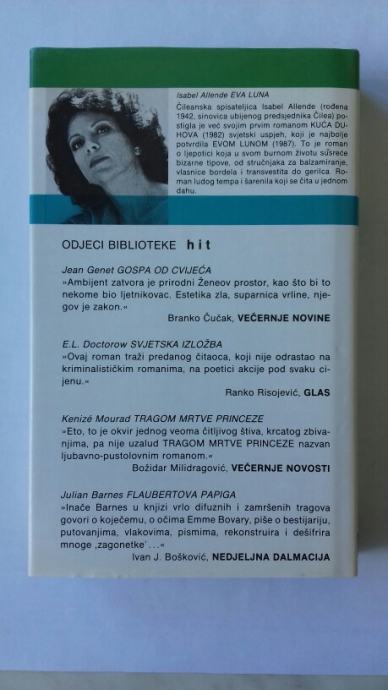 Isabel Allende EVA LUNA
Čileanska spisateljica Isabel Allende (rođena
1942, sinovica ubijenog predsjednika Čilea) po-
stigla je već svojim prvim romanom KUĆA DU-
HOVA (1982) svjetski uspjeh, koji je najbolje
potvrdila EVOM LUNOM (1987). To je roman
o ljepotici koja u svom burnom životu susreće
bizarne tipove, od stručnjaka za balzamiranje,
vlasnice bordela i transvestita do gerilca. Ro-
man ludog tempa i šarenila koji se čita u jednom
dahu.
ODJECI BIBLIOTEKE hit
Jean Genet GOSPA OD CVIJEĆA
»Ambijent zatvora je prirodni Ženeov prostor, kao što bi to
nekome bio ljetnikovac. Estetika zla, suparnica vrline, nje-
gov je zakon.«
Branko Čučak, VEČERNJE NOVINE
E.L. Doctorow SVJETSKA IZLOŽBA
»Ovaj roman traži predanog čitaoca, koji nije odrastao na
kriminalističkim romanima, na poetici akcije pod svaku ci-
jenu.«
Ranko Risojević, GLAS
Kenizé Mourad TRAGOM MRTVE PRINCEZE
»Eto, to je okvir jednog veoma čitljivog štiva, krcatog zbiva-
njima, pa nije uzalud TRAGOM MRTVE PRINCEZE nazvan
ljubavno-pustolovnim romanom.«
Božidar Milidragović, VEČERNJE NOVOSTI
Julian Barnes FLAUBERTOVA PAPIGA
»Inače Barnes u knjizi vrlo difuznih i zamršenih tragova
govori o koječemu, o očima Emme Bovary, piše o bestijariju,
putovanjima, vlakovima, pismima, rekonstruira i dešifrira
mnoge ‚zagonetke‘...«
Ivan J. Bošković, NEDJELJNA DALMACIJA